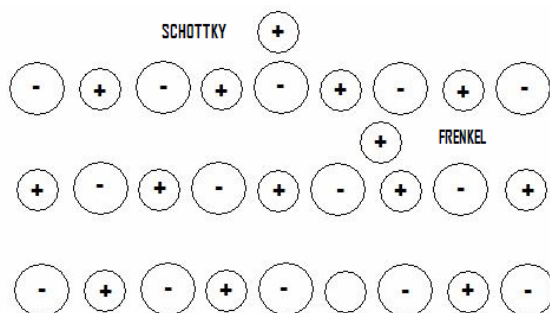 SCHOTTKY +
- + - + - + - + -
+ FRENKEL
+ - + - + - + - +
- + - + - - + -